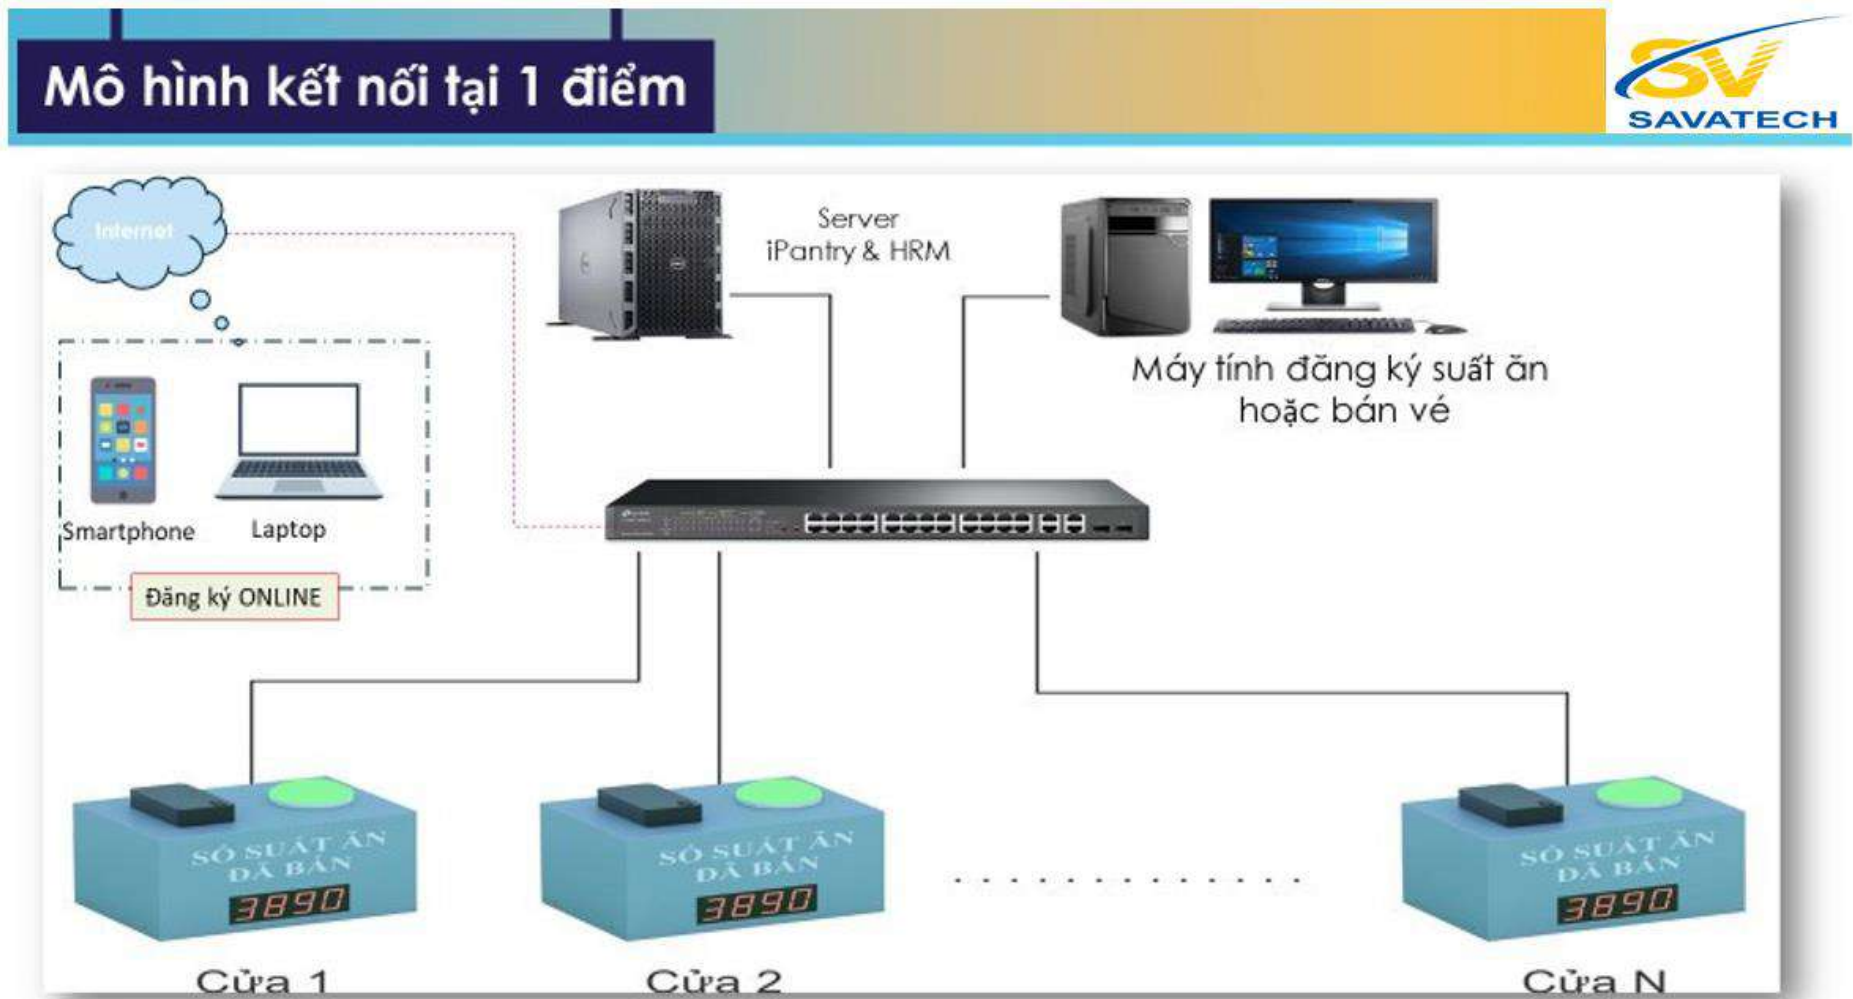 Mô hình kết nối tại 1 điểm
SV
SAVATECH
Internet
Server
iPantry & HRM
Máy tính đăng ký suất ăn
hoặc bán vé
Smartphone
Laptop
Đăng ký ONLINE
SỐ SUẤT ĂN
ĐÃ BÁN
3890
SỐ SUẤT ĂN
ĐÃ BÁN
3890
SỐ SUẤT ĂN
ĐÃ BÁN
3890
Cửa 1
Cửa 2
Cửa N